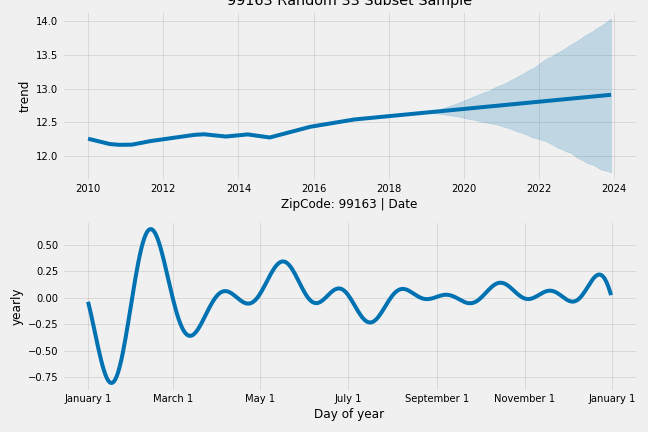 99163 Random 33 Subset Sample
14.0
13.5
13.0
12.5
12.0
trend
2010 2012 2014 2016 2018 2020 2022 2024
ZipCode: 99163 | Date
0.50
0.25
0.00
−0.25
−0.50
−0.75
yearly
January 1 March 1 May 1 July 1 September 1 November 1 January 1
Day of year